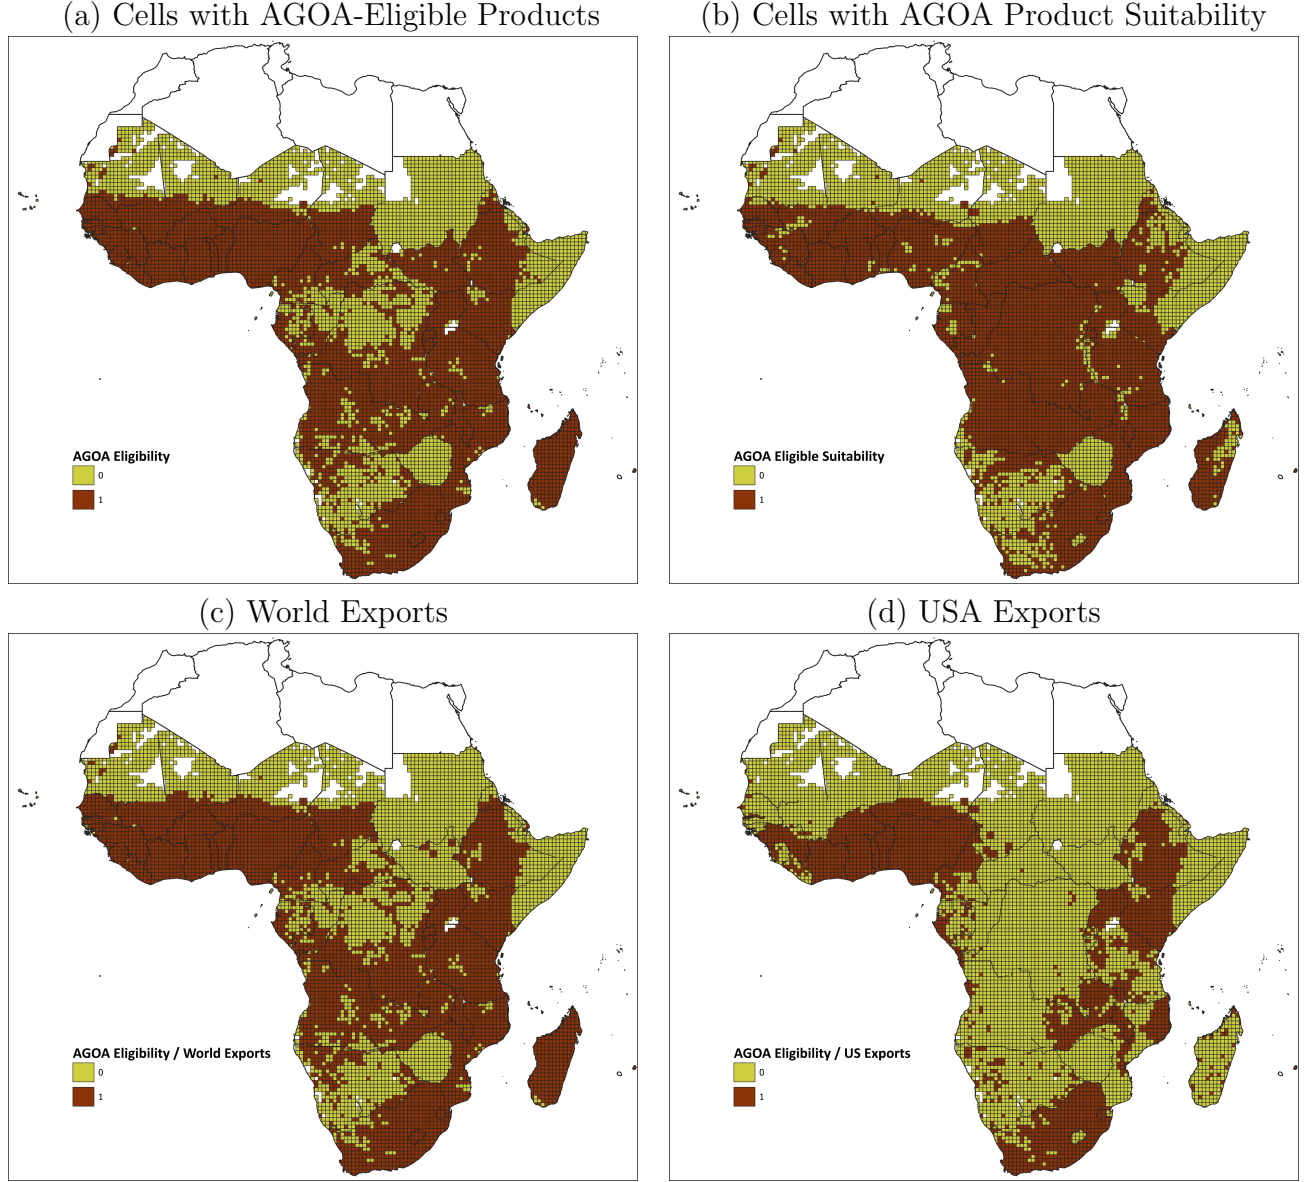 (a) Cells with AGOA-Eligible Products
(b) Cells with AGOA Product Suitability
AGOA Eligibility
0
1
AGOA Eligible Suitability
0
1
(c) World Exports
(d) USA Exports
AGOA Eligibility / World Exports
0
1
AGOA Eligibility / US Exports
0
1